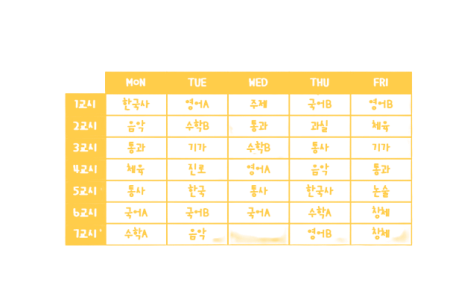 MON TUE WED THU FRI
1교시 한국사 영어A 주제 국어B 영어B
2교시 음악 수학B 통과 과실 체육
3교시 통과 기가 수학B 통사 기가
4교시 체육 진로 영어A 음악 통과
5교시 통사 한국 통사 한국사 논술
6교시 국어A 국어B 국어A 수학A 창체
7교시 수학A 음악 영어B 창체